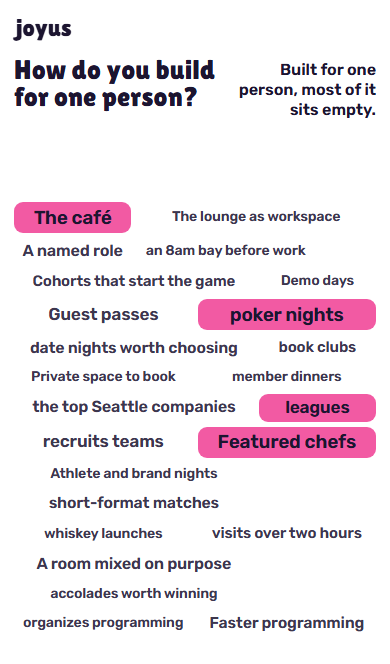 joyus
How do you build
for one person?
Built for one
person, most of it
sits empty.
The café
The lounge as workspace
A named role
an 8am bay before work
Cohorts that start the game
Demo days
Guest passes
poker nights
date nights worth choosing
book clubs
Private space to book
member dinners
the top Seattle companies
leagues
recruits teams
Featured chefs
Athlete and brand nights
short-format matches
whiskey launches
visits over two hours
A room mixed on purpose
accolades worth winning
organizes programming
Faster programming